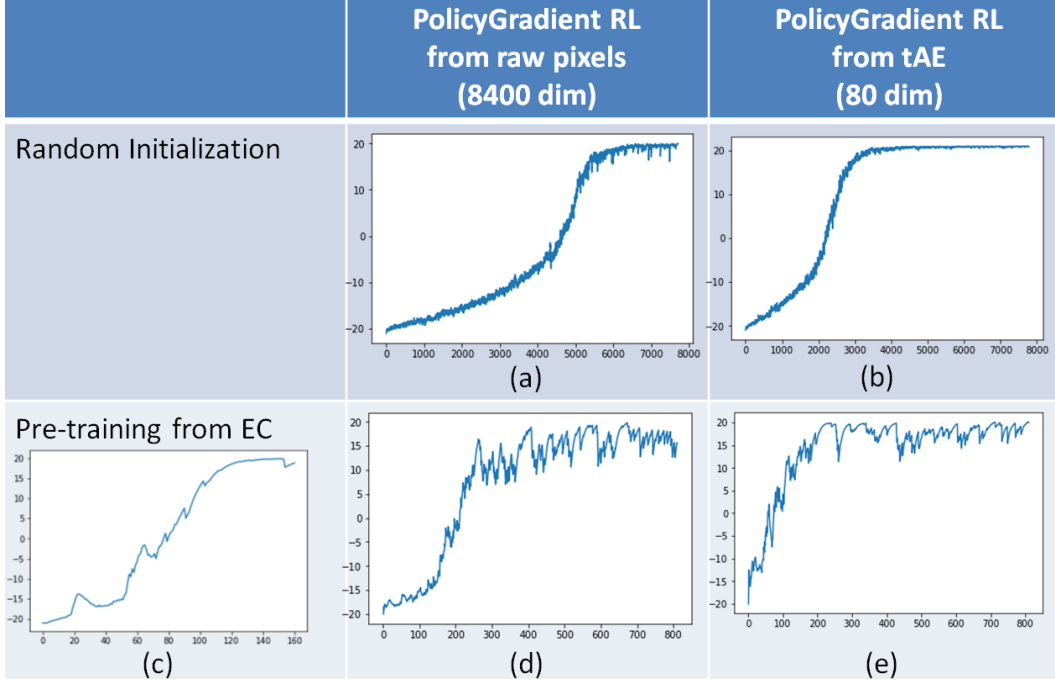 PolicyGradient RL
from raw pixels
(8400 dim)
PolicyGradient RL
from tAE
(80 dim)
Random Initialization
20
10
0
−10
−20
0 1000 2000 3000 4000 5000 6000 7000 8000
(a)
20
10
0
−10
−20
0 1000 2000 3000 4000 5000 6000 7000 8000
(b)
Pre-training from EC
20
15
10
5
0
−5
−10
−15
−20
0 20 40 60 80 100 120 140 160
(c)
20
15
10
5
0
−5
−10
−15
−20
0 100 200 300 400 500 600 700 800
(d)
20
15
10
5
0
−5
−10
−15
−20
0 100 200 300 400 500 600 700 800
(e)